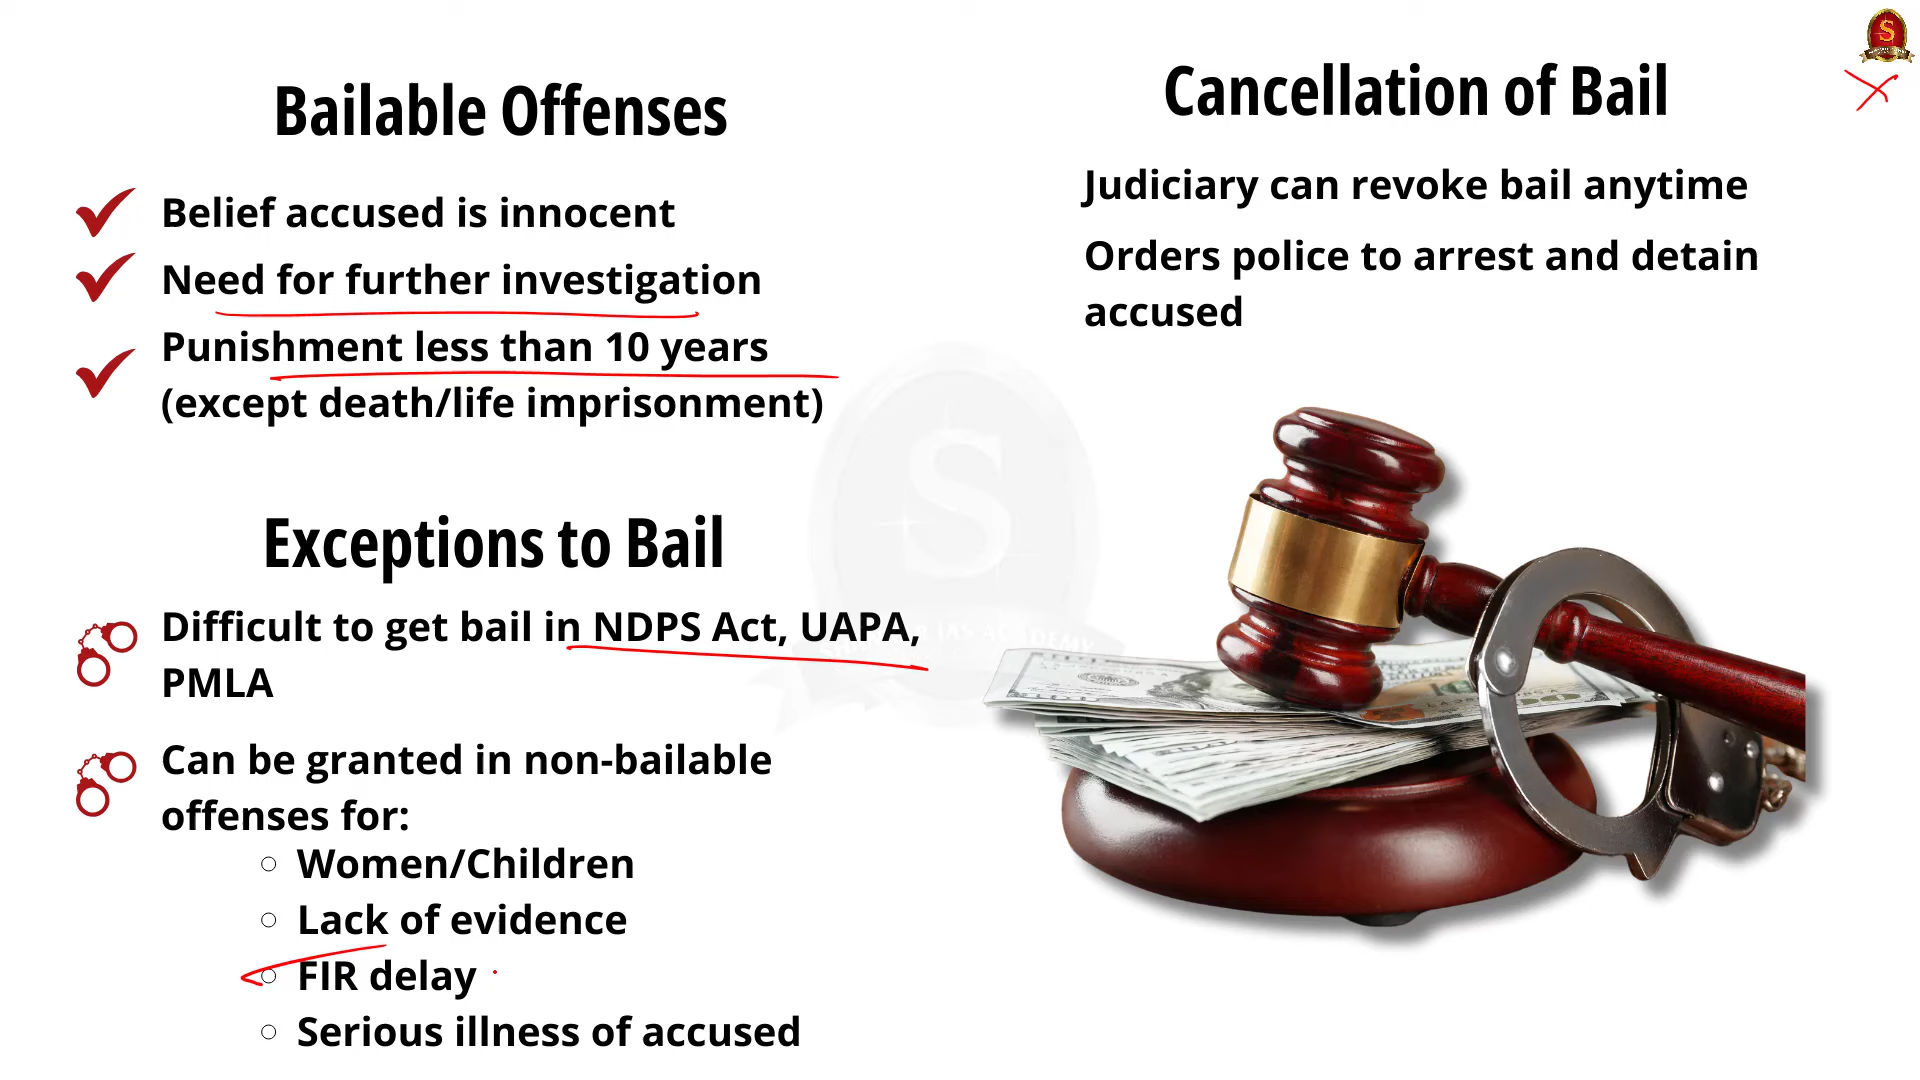 Bailable Offenses
Belief accused is innocent
Need for further investigation
Punishment less than 10 years
(except death/life imprisonment)
Exceptions to Bail
Difficult to get bail in NDPS Act, UAPA,
PMLA
Can be granted in non-bailable
offenses for:
Women/Children
Lack of evidence
FIR delay
Serious illness of accused
Cancellation of Bail
Judiciary can revoke bail anytime
Orders police to arrest and detain
accused
S
S